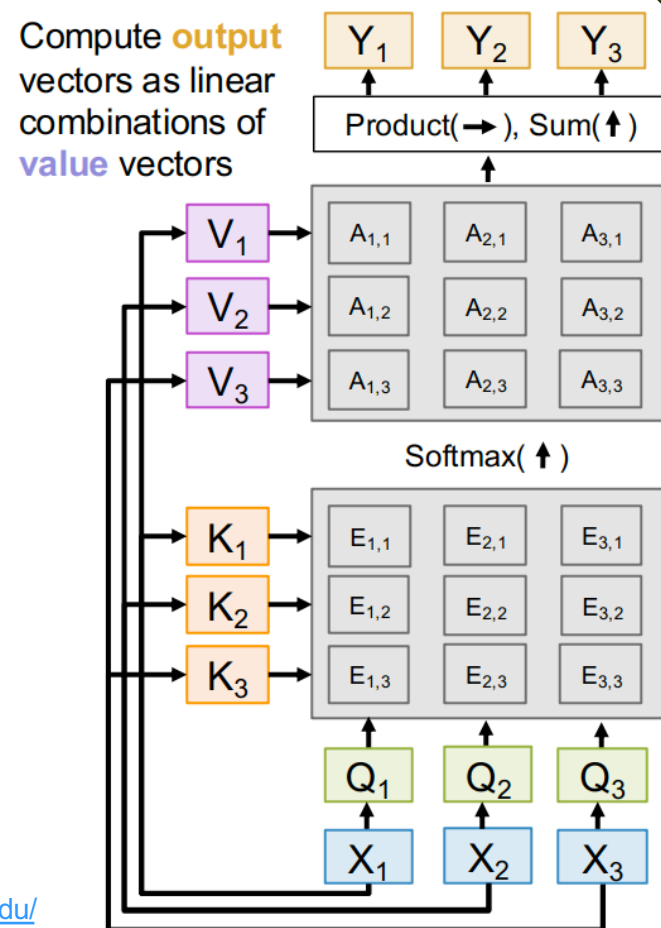 Compute output
vectors as linear
combinations of
value vectors
Y₁ Y₂ Y₃
Product(→), Sum(↑)
V₁ A₁,₁ A₂,₁ A₃,₁
V₂ A₁,₂ A₂,₂ A₃,₂
V₃ A₁,₃ A₂,₃ A₃,₃
Softmax(↑)
K₁ E₁,₁ E₂,₁ E₃,₁
K₂ E₁,₂ E₂,₂ E₃,₂
K₃ E₁,₃ E₂,₃ E₃,₃
Q₁ Q₂ Q₃
X₁ X₂ X₃
du/